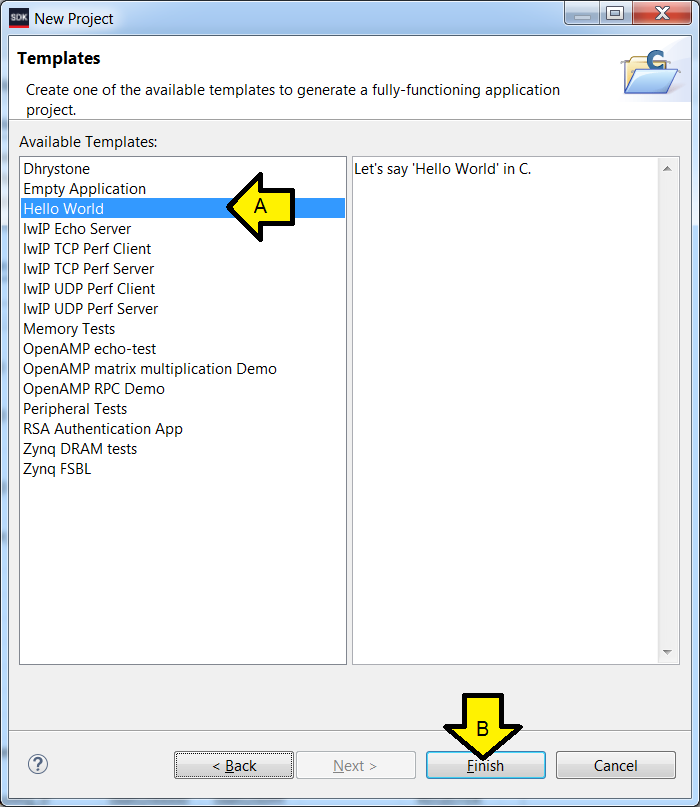 SDK New Project
Templates
Create one of the available templates to generate a fully-functioning application
project.
C
Available Templates:
Dhrystone
Empty Application
Hello World
lwIP Echo Server
lwIP TCP Perf Client
lwIP TCP Perf Server
lwIP UDP Perf Client
lwIP UDP Perf Server
Memory Tests
OpenAMP echo-test
OpenAMP matrix multiplication Demo
OpenAMP RPC Demo
Peripheral Tests
RSA Authentication App
Zynq DRAM tests
Zynq FSBL
A
Let's say 'Hello World' in C.
B
?
< Back
Next >
Finish
Cancel